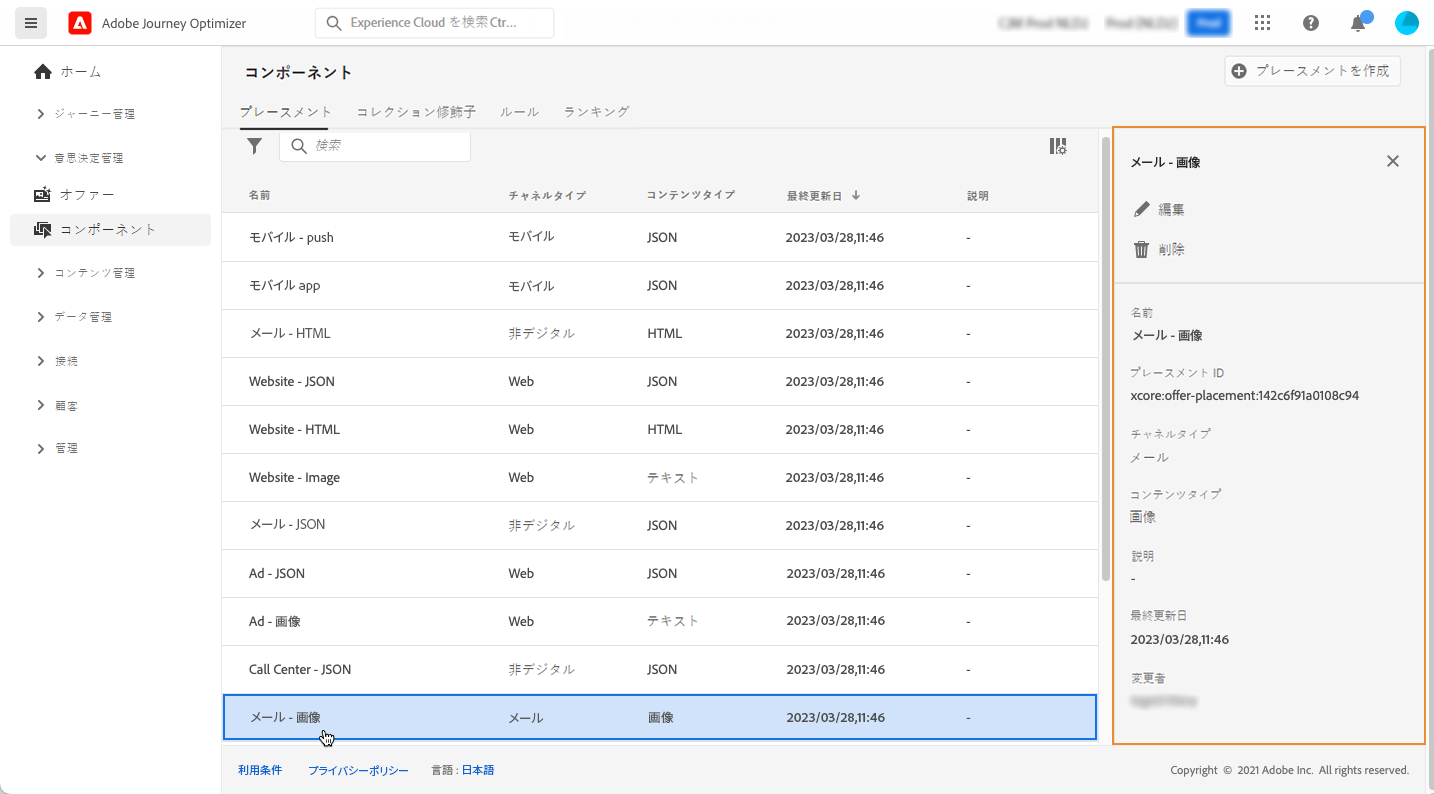 Adobe Journey Optimizer
Experience Cloud を検索Ctr...
ホーム
ジャーニー管理
意思決定管理
オファー
コンポーネント
コンテンツ管理
データ管理
接続
顧客
管理
コンポーネント
プレースメントを作成
プレースメント コレクション修飾子 ルール ランキング
検索
名前 チャネルタイプ コンテンツタイプ 最終更新日 説明
モバイル - push モバイル JSON 2023/03/28,11:46 -
モバイル app モバイル JSON 2023/03/28,11:46 -
メール - HTML 非デジタル HTML 2023/03/28,11:46 -
Website - JSON Web JSON 2023/03/28,11:46 -
Website - HTML Web HTML 2023/03/28,11:46 -
Website - Image Web テキスト 2023/03/28,11:46 -
メール - JSON 非デジタル JSON 2023/03/28,11:46 -
Ad - JSON Web JSON 2023/03/28,11:46 -
Ad - 画像 Web テキスト 2023/03/28,11:46 -
Call Center - JSON 非デジタル JSON 2023/03/28,11:46 -
メール - 画像 メール 画像 2023/03/28,11:46 -
メール - 画像
編集
削除
名前
メール - 画像
プレースメント ID
xcore:offer-placement:142c6f91a0108c94
チャネルタイプ
メール
コンテンツタイプ
画像
説明
-
最終更新日
2023/03/28,11:46
変更者
利用条件 プライバシーポリシー 言語 : 日本語
Copyright © 2021 Adobe Inc. All rights reserved.